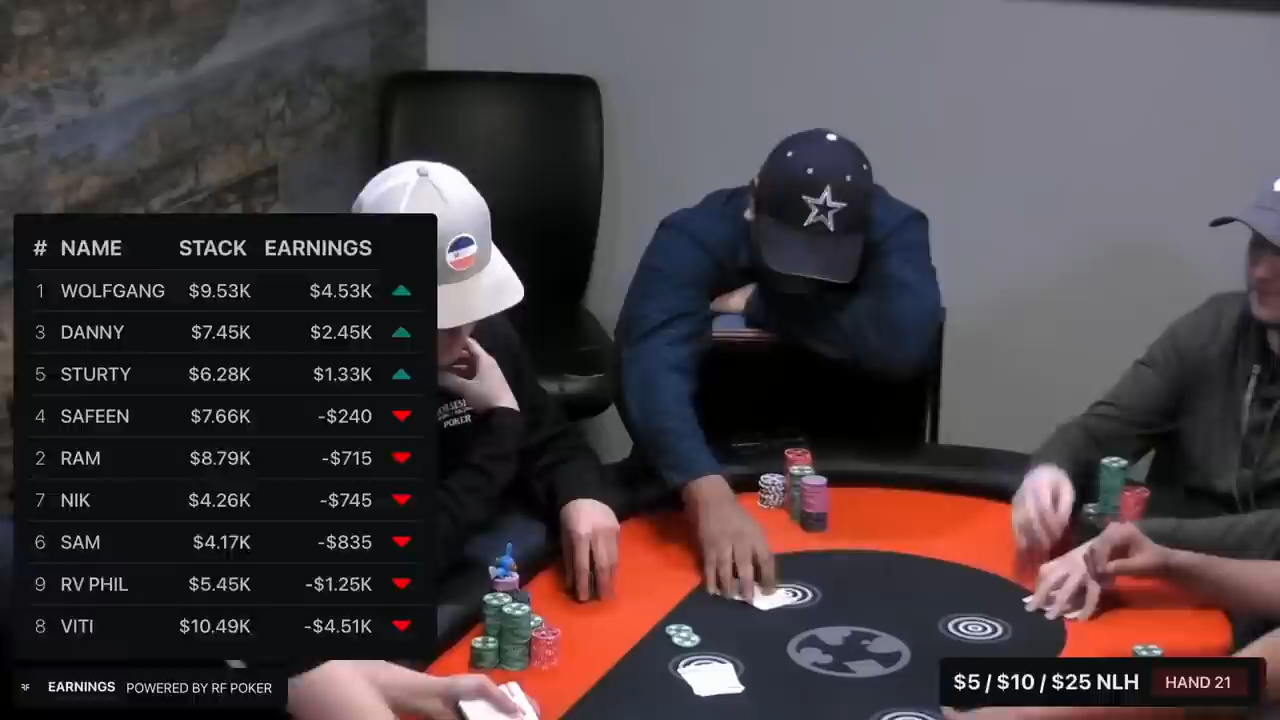 # NAME STACK EARNINGS
1 WOLFGANG $9.53K $4.53K
3 DANNY $7.45K $2.45K
5 STURTY $6.28K $1.33K
4 SAFEEN $7.66K -$240
2 RAM $8.79K -$715
7 NIK $4.26K -$745
6 SAM $4.17K -$835
9 RV PHIL $5.45K -$1.25K
8 VITI $10.49K -$4.51K
RF EARNINGS POWERED BY RF POKER
POKER
$5 / $10 / $25 NLH HAND 21